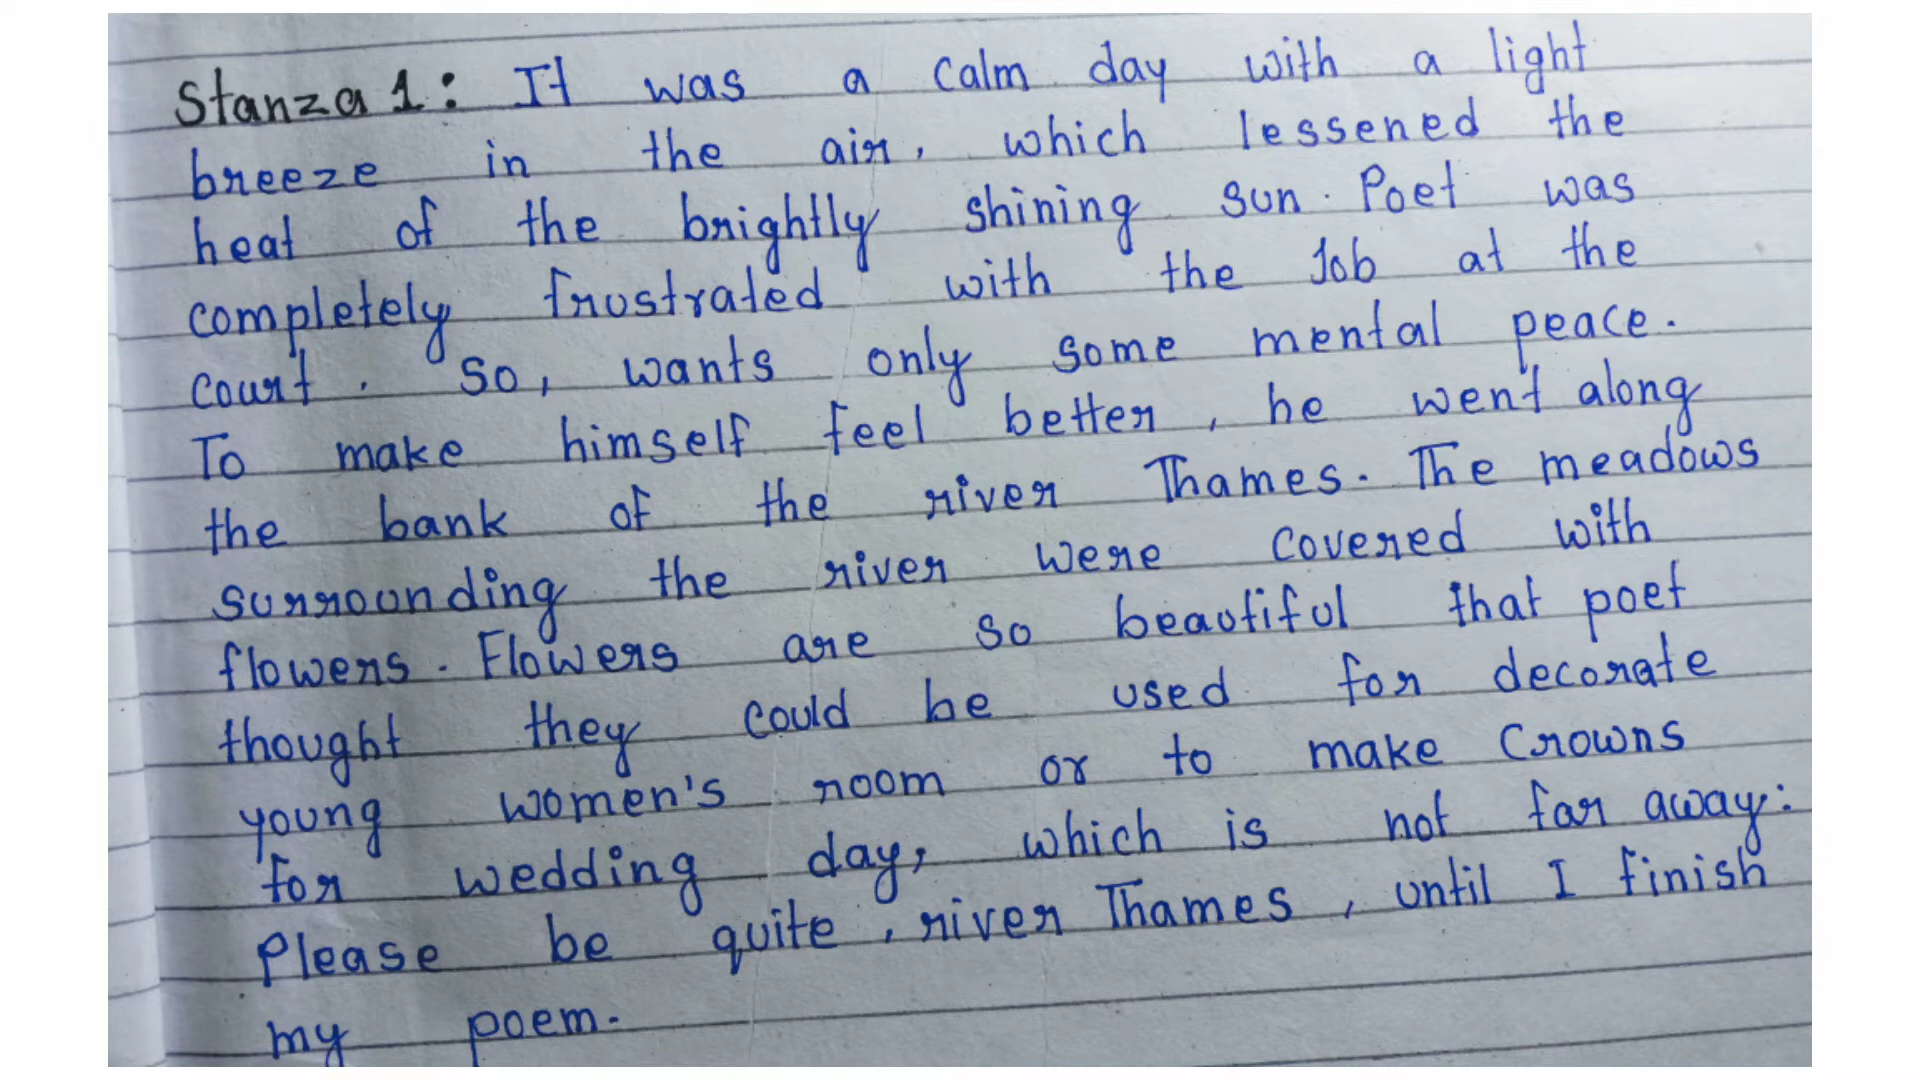 Stanza 1: It was a calm day with a light
breeze in the air, which lessened the
heat of the brightly shining sun. Poet was
completely frustrated with the Job at the
court. So, wants only some mental peace.
To make himself feel better, he went along
the bank of the river Thames. The meadows
surrounding the river were covered with
flowers. Flowers are so beautiful that poet
thought they could be used for decorate
young women's room or to make Crowns
for wedding day, which is not far away:
Please be quite, river Thames, until I finish
my poem.